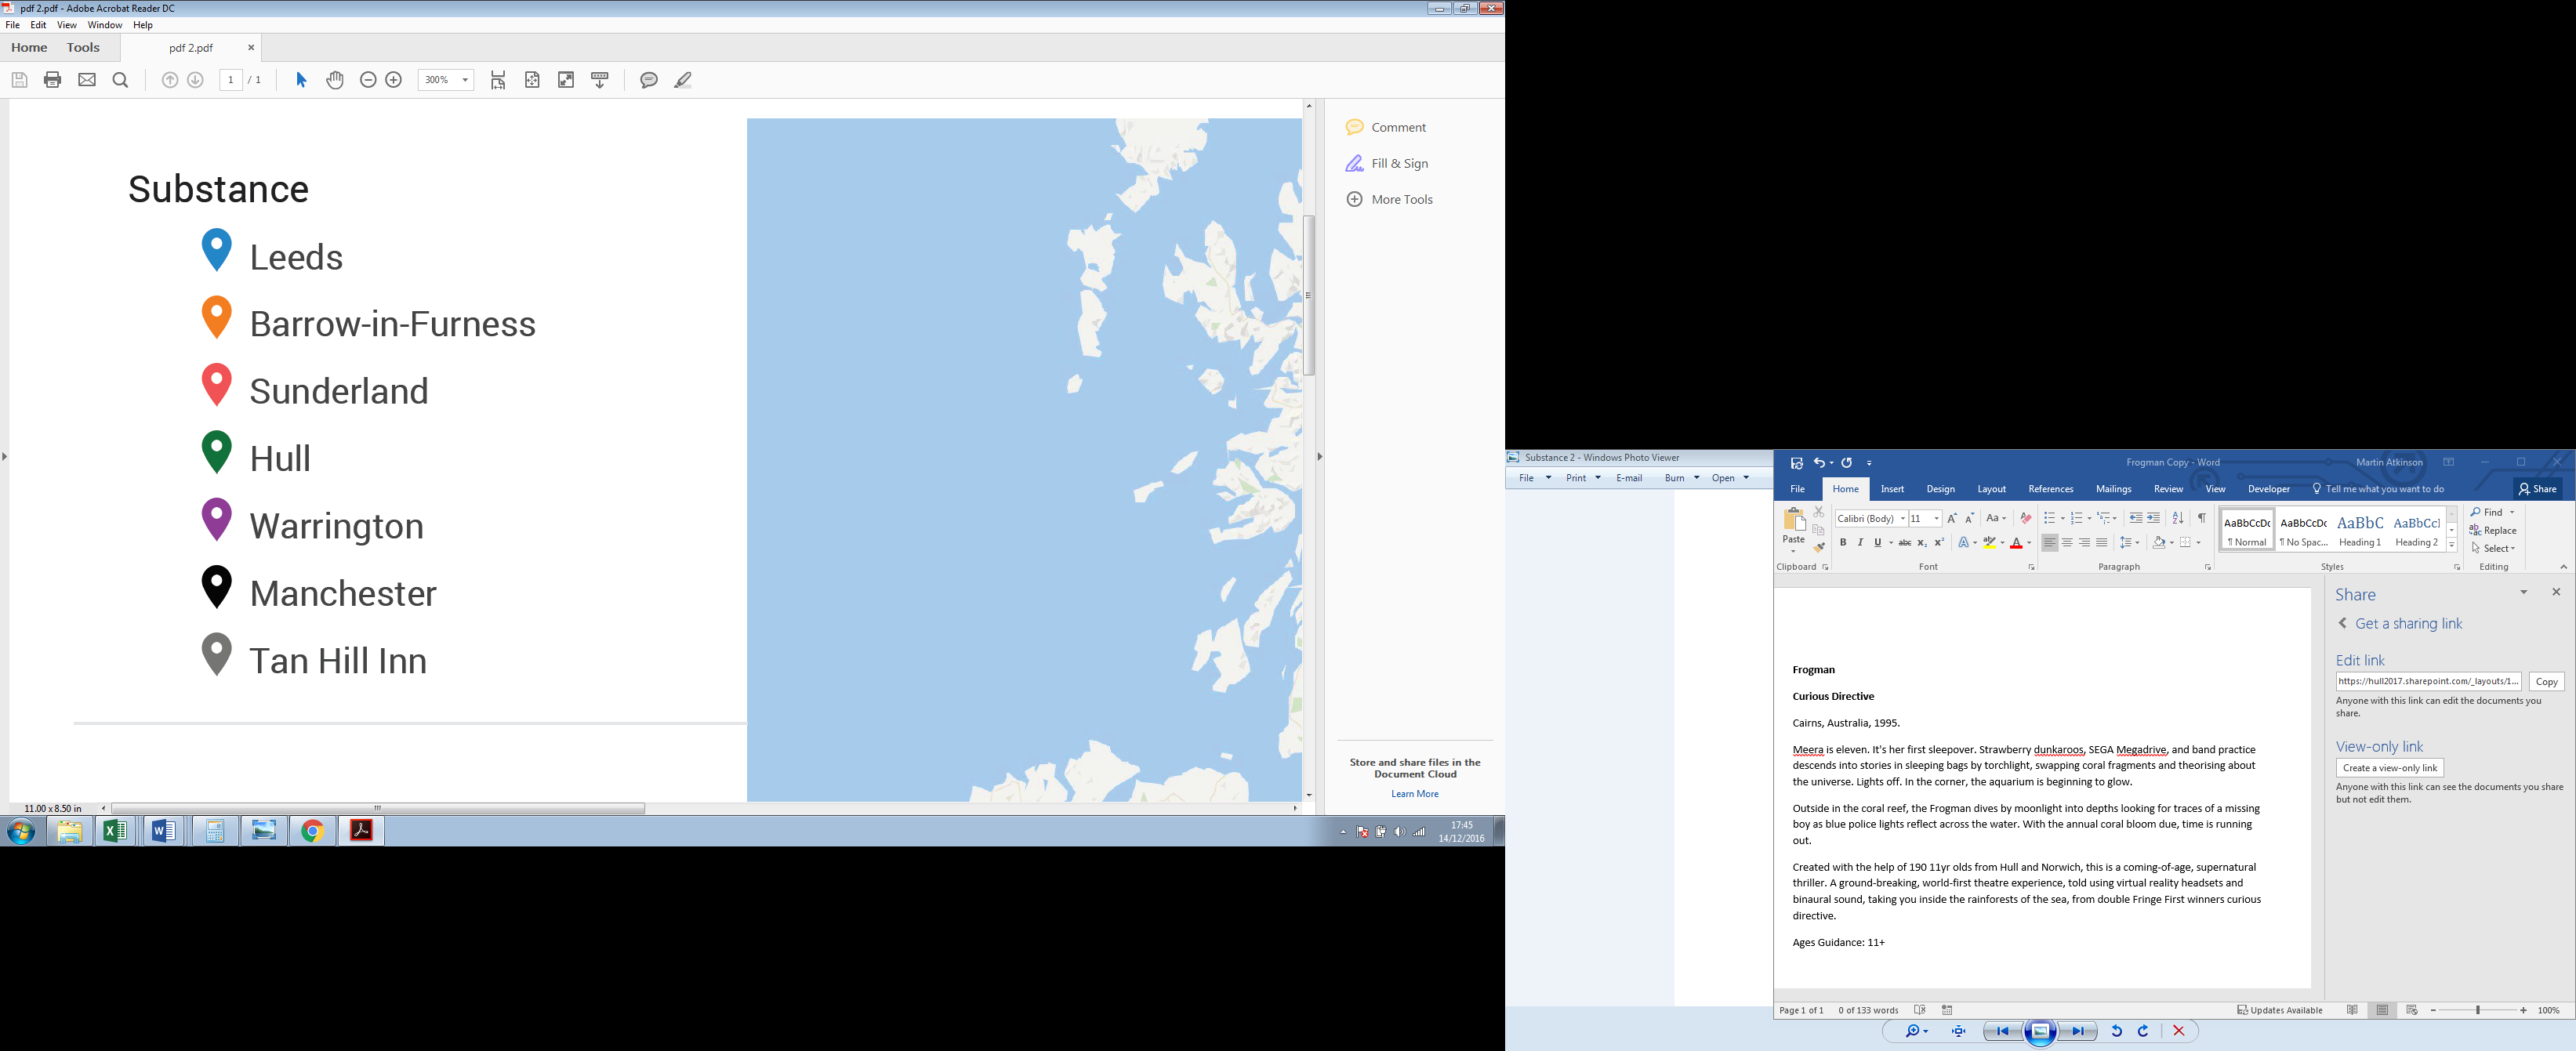 pdf 2.pdf - Adobe Acrobat Reader DC
File Edit View Window Help
Home Tools pdf 2.pdf ×
1 / 1 300%
Substance
Leeds
Barrow-in-Furness
Sunderland
Hull
Warrington
Manchester
Tan Hill Inn
Comment
Fill & Sign
More Tools
Store and share files in the
Document Cloud
Learn More
11.00 x 8.50 in
17:45
14/12/2016
Substance 2 - Windows Photo Viewer
File Print E-mail Burn Open
Frogman Copy - Word Martin Atkinson
File Home Insert Design Layout References Mailings Review View Developer Tell me what you want to do Share
Paste
Calibri (Body) 11
Clipboard Font Paragraph Styles Editing
AaBbCcDc AaBbCcDc AaBbC AaBbCcl
¶ Normal ¶ No Spac... Heading 1 Heading 2
Find
Replace
Select
Frogman
Curious Directive
Cairns, Australia, 1995.
Meera is eleven. It's her first sleepover. Strawberry dunkaroos, SEGA Megadrive, and band practice
descends into stories in sleeping bags by torchlight, swapping coral fragments and theorising about
the universe. Lights off. In the corner, the aquarium is beginning to glow.
Outside in the coral reef, the Frogman dives by moonlight into depths looking for traces of a missing
boy as blue police lights reflect across the water. With the annual coral bloom due, time is running
out.
Created with the help of 190 11yr olds from Hull and Norwich, this is a coming-of-age, supernatural
thriller. A ground-breaking, world-first theatre experience, told using virtual reality headsets and
binaural sound, taking you inside the rainforests of the sea, from double Fringe First winners curious
directive.
Ages Guidance: 11+
Share
Get a sharing link
Edit link
https://hull2017.sharepoint.com/_layouts/1... Copy
Anyone with this link can edit the documents you
share.
View-only link
Create a view-only link
Anyone with this link can see the documents you share
but not edit them.
Page 1 of 1 0 of 133 words Updates Available 100%